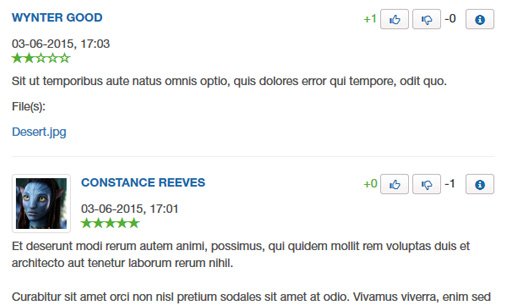 WYNTER GOOD
+1 -0
03-06-2015, 17:03
Sit ut temporibus aute natus omnis optio, quis dolores error qui tempore, odit quo.
File(s):
Desert.jpg
CONSTANCE REEVES
+0 -1
03-06-2015, 17:01
Et deserunt modi rerum autem animi, possimus, qui quidem mollit rem voluptas duis et
architecto aut tenetur laborum rerum nihil.
Curabitur sit amet orci non nisl pretium sodales sit amet at odio. Vivamus viverra, enim sed